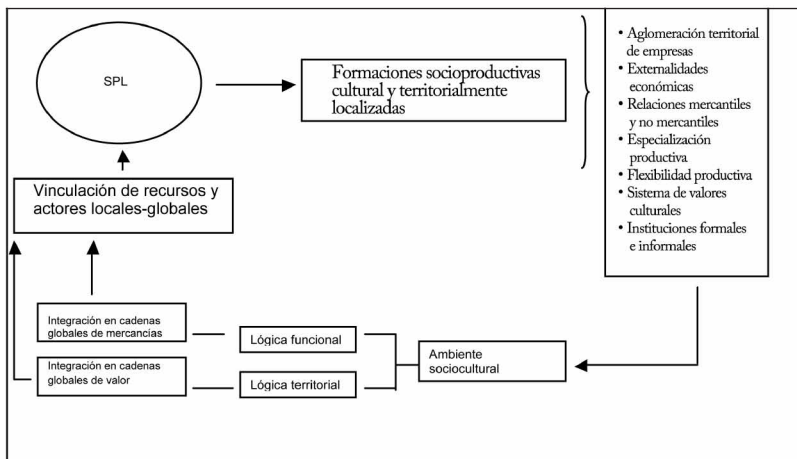 SPL
Formaciones socioproductivas
cultural y territorialmente
localizadas
• Aglomeración territorial
de empresas
• Externalidades
económicas
• Relaciones mercantiles
y no mercantiles
• Especialización
productiva
• Flexibilidad productiva
• Sistema de valores
culturales
• Instituciones formales
e informales
Vinculación de recursos y
actores locales-globales
Integración en cadenas
globales de mercancías
Lógica funcional
Ambiente
sociocultural
Integración en cadenas
globales de valor
Lógica territorial